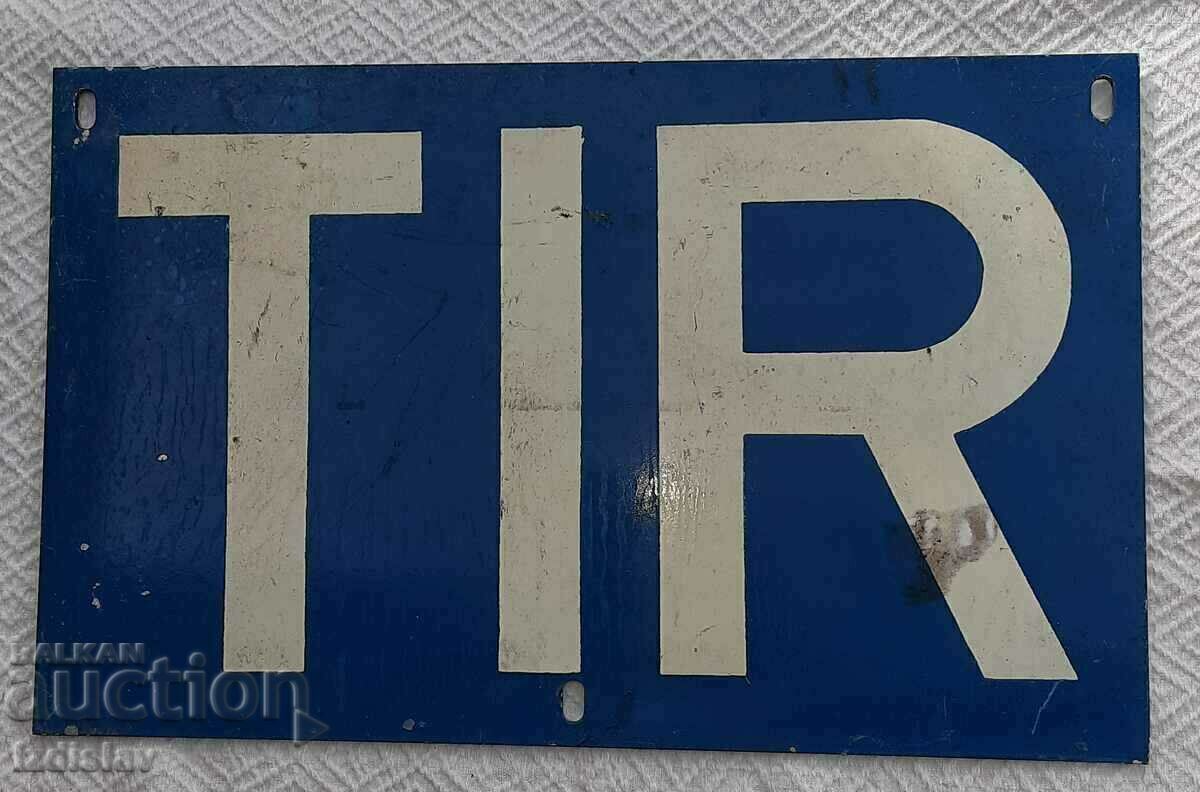 TIR
BALKAN
auction
Izdislav